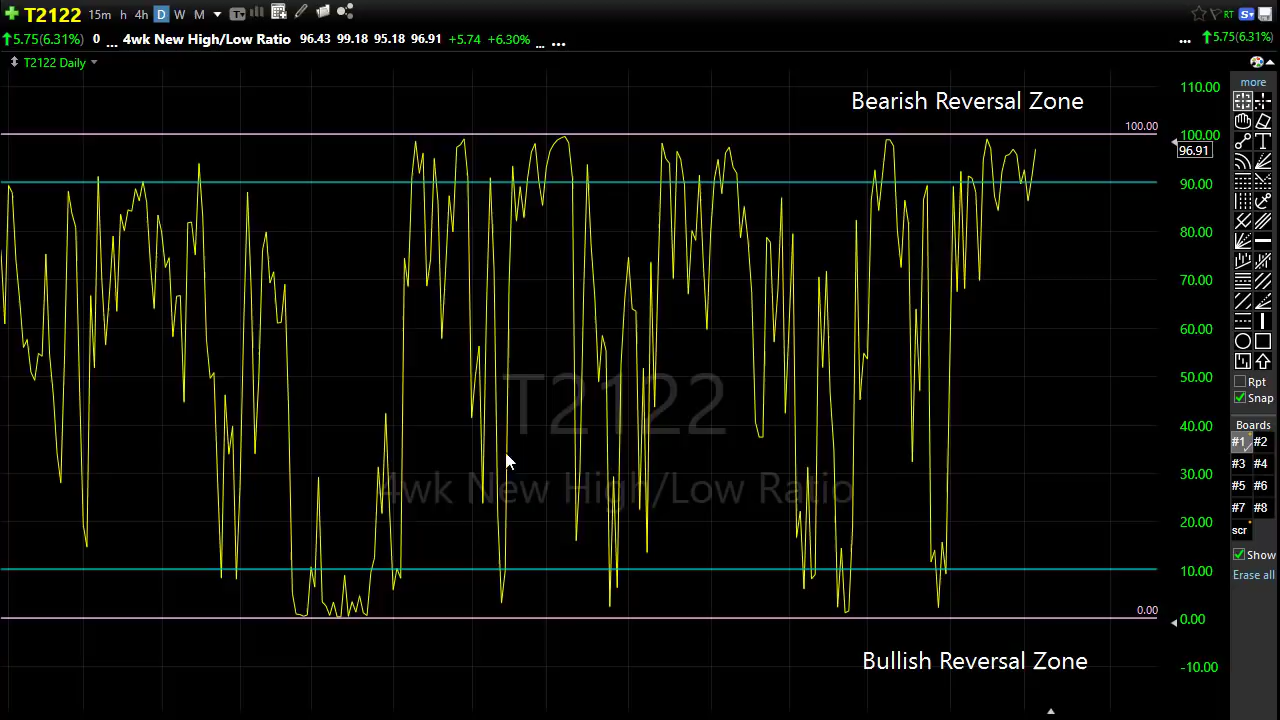 T2122 15m h 4h D W M T RT S
5.75(6.31%) 0 ... 4wk New High/Low Ratio 96.43 99.18 95.18 96.91 +5.74 +6.30% ... ... ... 5.75(6.31%)
T2122 Daily
more
Bearish Reversal Zone
110.00
100.00
100.00
96.91
90.00
80.00
70.00
60.00
50.00
40.00
30.00
20.00
10.00
0.00
0.00
-10.00
T2122
4wk New High/Low Ratio
Bullish Reversal Zone
T
Rpt
Snap
Boards
#1 #2
#3 #4
#5 #6
#7 #8
scr
Show
Erase all